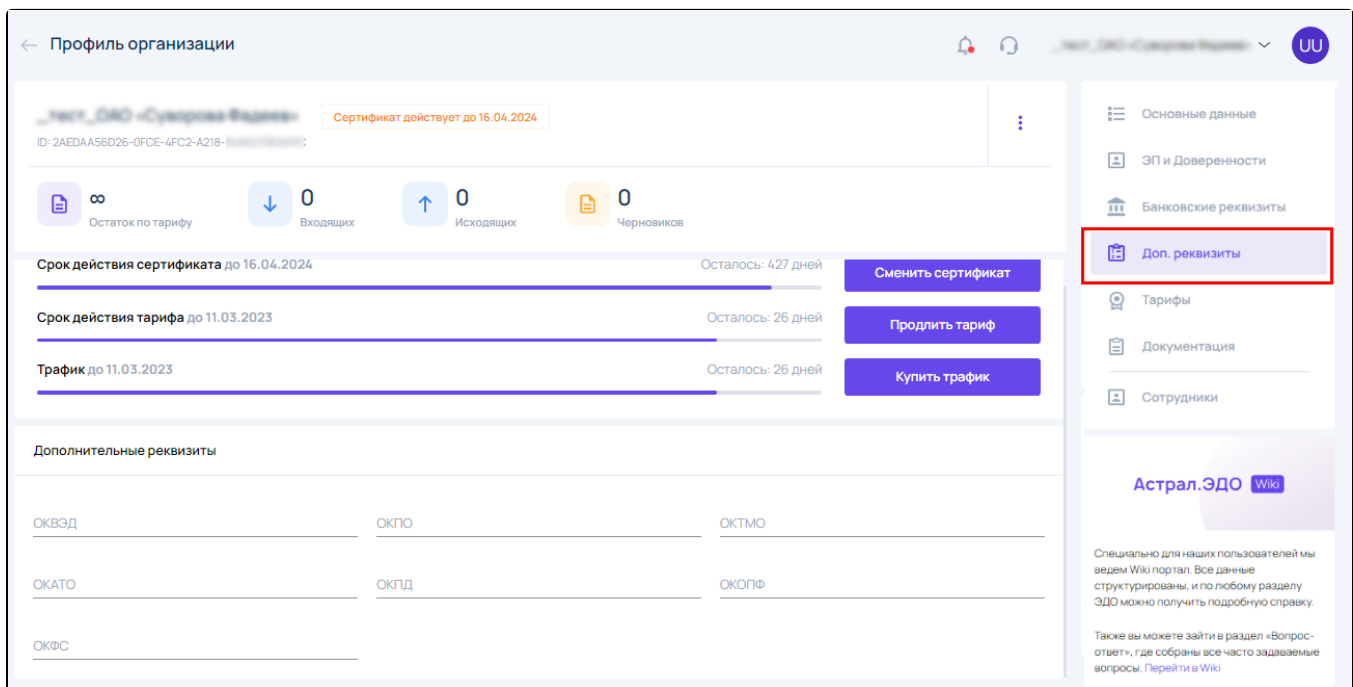 Профиль организации
UU
Сертификат действует до 16.04.2024
ID: 2AEDAA56D26-0FCE-4FC2-A218-
∞
Остаток по тарифу
0
Входящих
0
Исходящих
0
Черновиков
Срок действия сертификата до 16.04.2024
Осталось: 427 дней
Сменить сертификат
Срок действия тарифа до 11.03.2023
Осталось: 26 дней
Продлить тариф
Трафик до 11.03.2023
Осталось: 26 дней
Купить трафик
Дополнительные реквизиты
ОКВЭД
ОКПО
ОКТМО
ОКАТО
ОКПД
ОКОПФ
ОКФС
Основные данные
ЭП и Доверенности
Банковские реквизиты
Доп. реквизиты
Тарифы
Документация
Сотрудники
Астрал.ЭДО Wiki
Специально для наших пользователей мы
ведем Wiki портал. Все данные
структурированы, и по любому разделу
ЭДО можно получить подробную справку.
Также вы можете зайти в раздел «Вопрос-
ответ», где собраны все часто задаваемые
вопросы. Перейти в Wiki